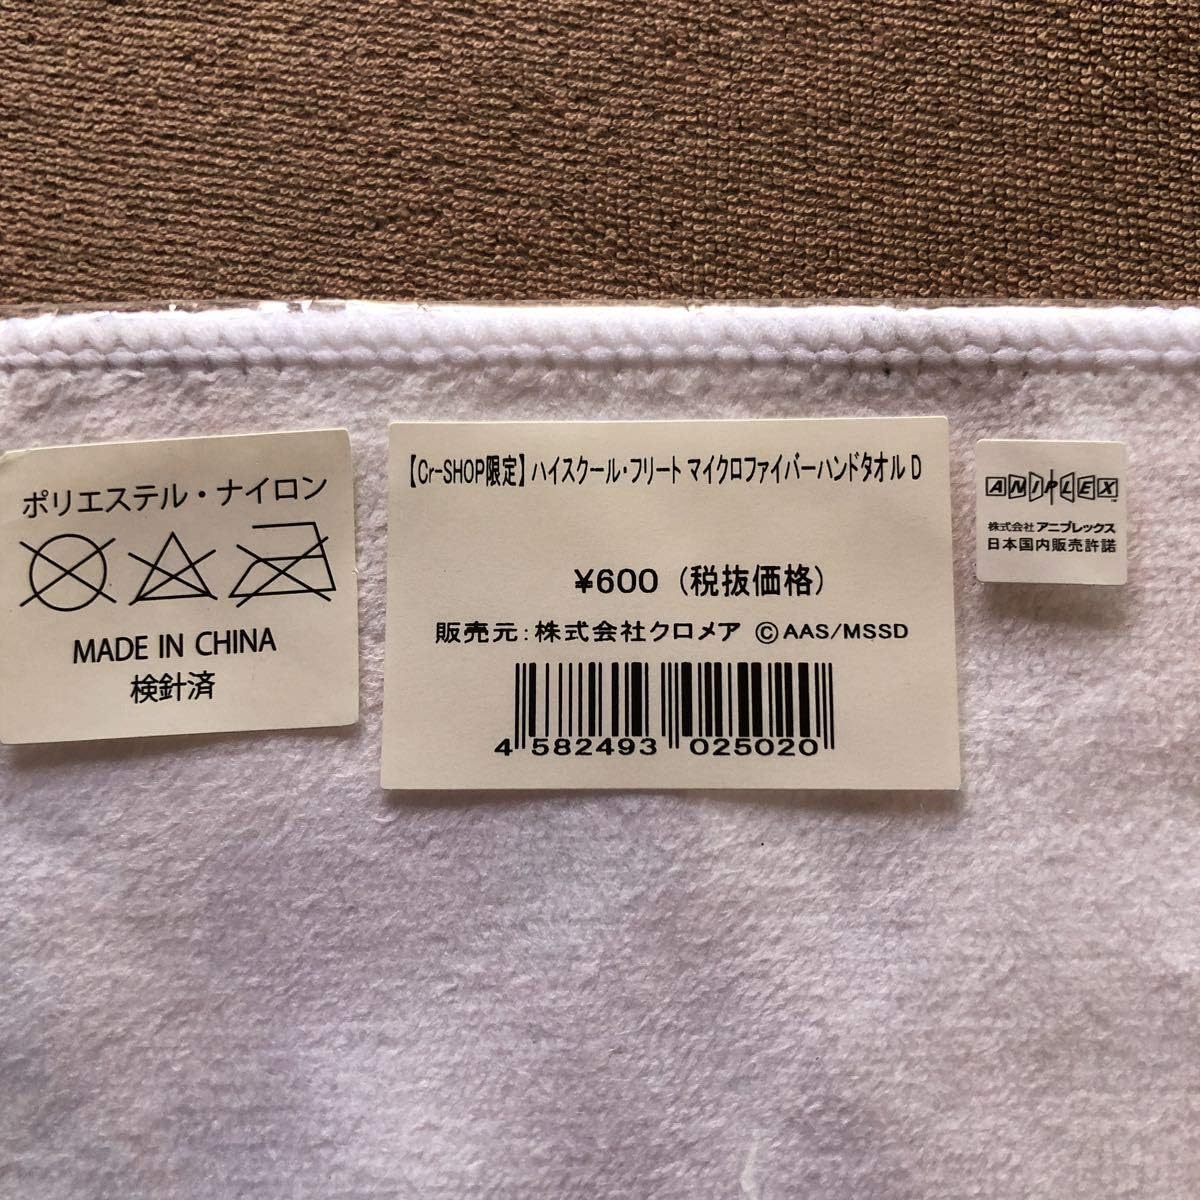 ポリエステル・ナイロン
MADE IN CHINA
検針済
【Cr-SHOP限定】ハイスクール・フリート マイクロファイバーハンドタオル D
¥600 (税抜価格)
販売元:株式会社クロメア ©AAS/MSSD
4 582493 025020
ANIPLEX™
株式会社アニプレックス
日本国内販売許諾